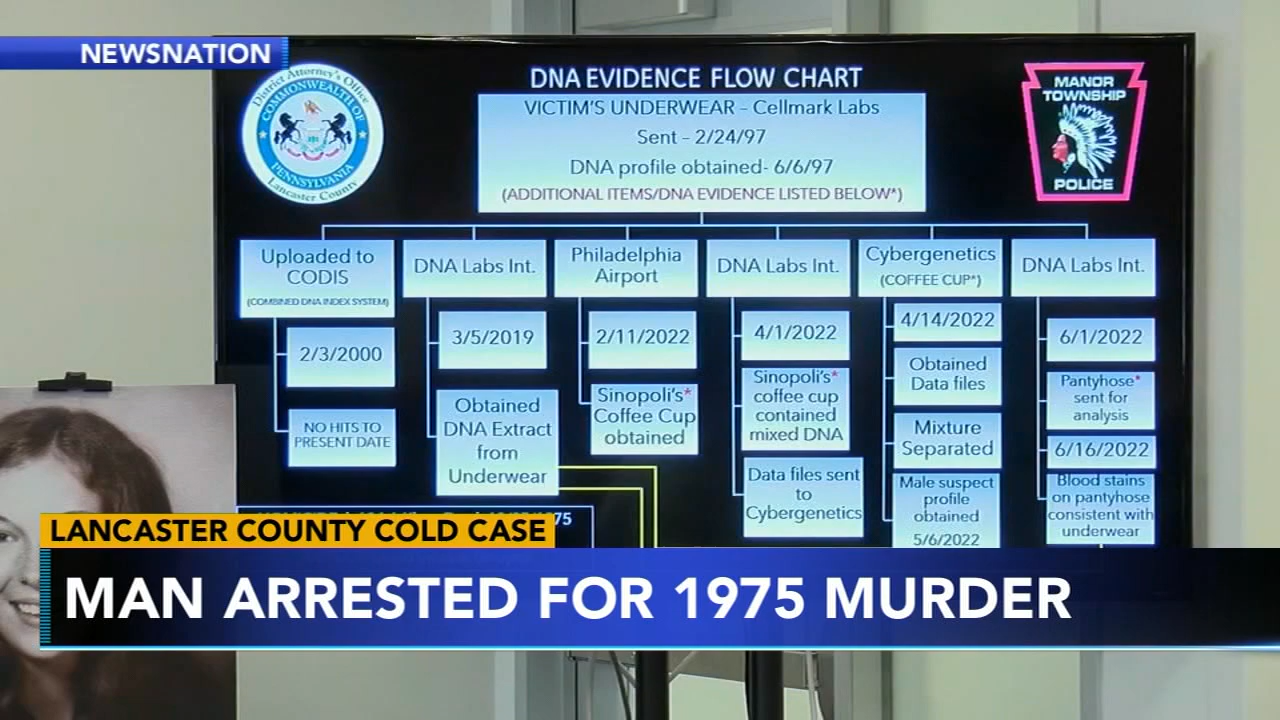 NEWSNATION
District Attorney's Office
COMMONWEALTH OF
PENNSYLVANIA
Lancaster County
DNA EVIDENCE FLOW CHART
VICTIM'S UNDERWEAR – Cellmark Labs
Sent – 2/24/97
DNA profile obtained- 6/6/97
(ADDITIONAL ITEMS/DNA EVIDENCE LISTED BELOW*)
MANOR
TOWNSHIP
POLICE
Uploaded to
CODIS
(COMBINED DNA INDEX SYSTEM)
2/3/2000
NO HITS TO
PRESENT DATE
DNA Labs Int.
3/5/2019
Obtained
DNA Extract
from
Underwear
Philadelphia
Airport
2/11/2022
Sinopoli's*
Coffee Cup
obtained
DNA Labs Int.
4/1/2022
Sinopoli's*
coffee cup
contained
mixed DNA
Data files sent
to
Cybergenetics
Cybergenetics
(COFFEE CUP*)
4/14/2022
Obtained
Data files
Mixture
Separated
Male suspect
profile
obtained
5/6/2022
DNA Labs Int.
6/1/2022
Pantyhose*
sent for
analysis
6/16/2022
Blood stains
on pantyhose
consistent with
underwear
LANCASTER COUNTY COLD CASE
MAN ARRESTED FOR 1975 MURDER